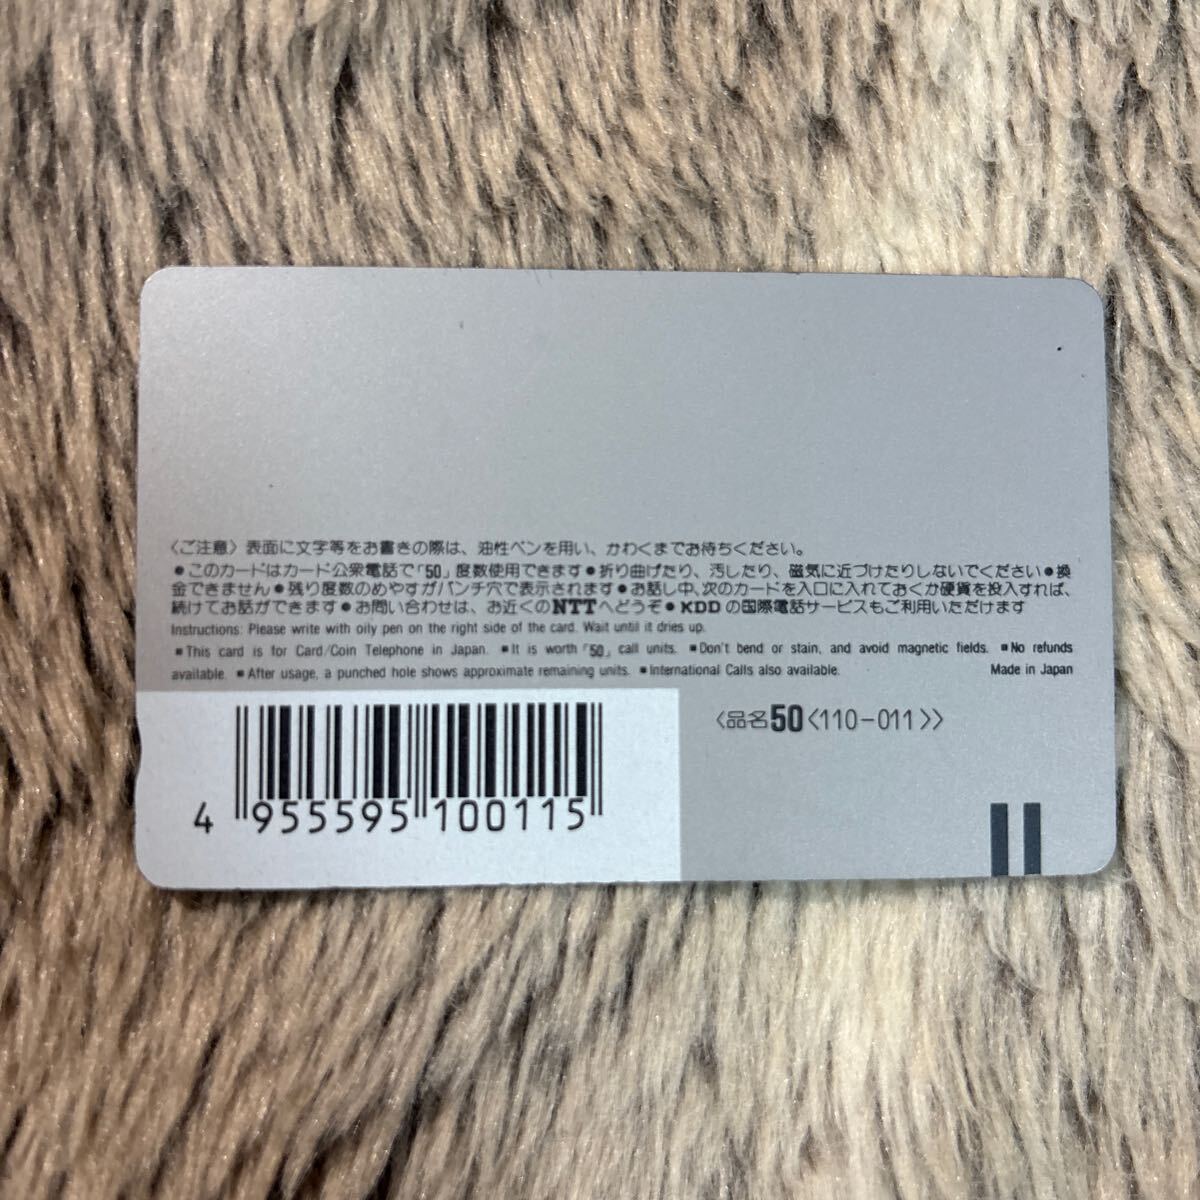 〈ご注意〉表面に文字等をお書きの際は、油性ペンを用い、かわくまでお待ちください。
●このカードはカード公衆電話で「50」度数使用できます●折り曲げたり、汚したり、磁気に近づけたりしないでください●換
金できません●残り度数のめやすがパンチ穴で表示されます●お話し中、次のカードを入口に入れておくか硬貨を投入すれば、
続けてお話ができます●お問い合わせは、お近くのNTTへどうぞ●KDDの国際電話サービスもご利用いただけます
Instructions: Please write with oily pen on the right side of the card. Wait until it dries up.
■This card is for Card/Coin Telephone in Japan. ■It is worth「50」call units. ■Don't bend or stain, and avoid magnetic fields. ■No refunds
available. ■After usage, a punched hole shows approximate remaining units. ■International Calls also available. Made in Japan
〈品名50〈110-011〉〉
4 955595 100115